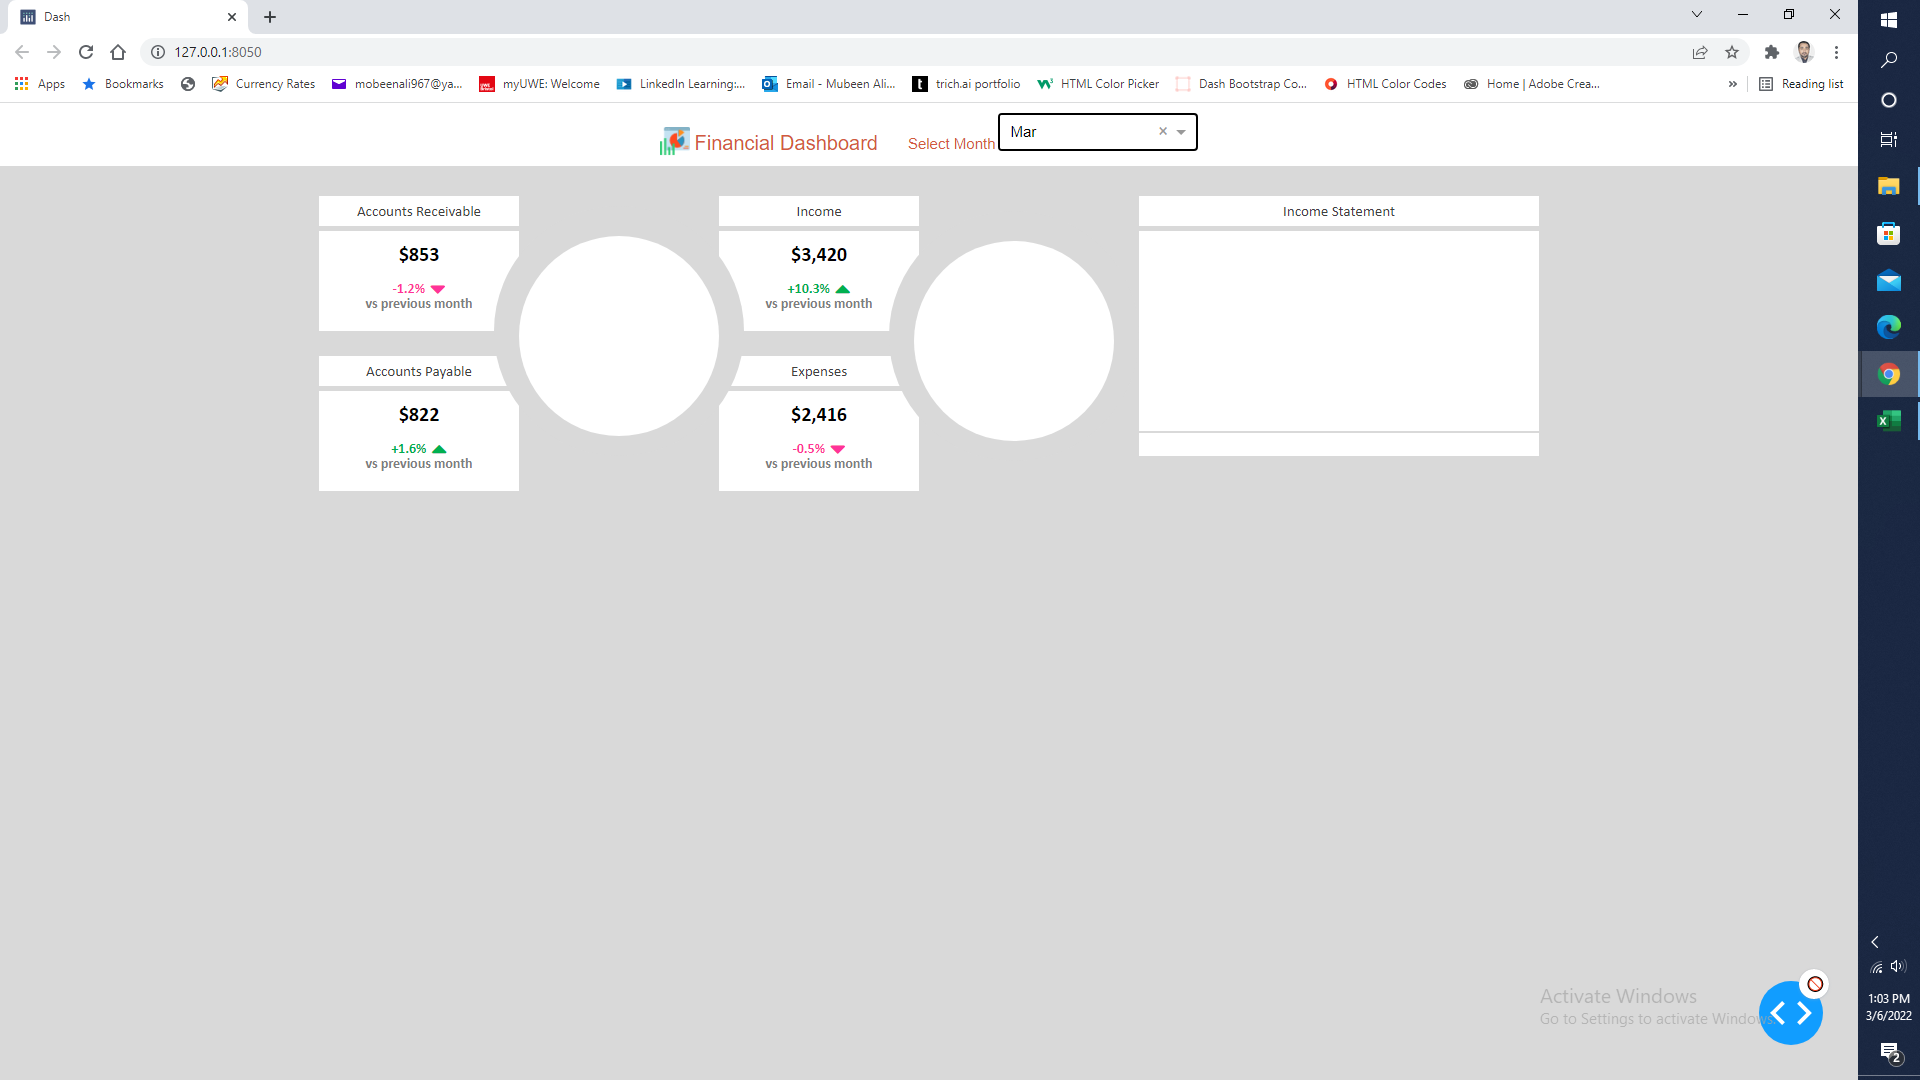 Dash
127.0.0.1:8050
Apps
Bookmarks
Currency Rates
mobeenali967@ya...
myUWE: Welcome
LinkedIn Learning:...
Email - Mubeen Ali...
trich.ai portfolio
HTML Color Picker
Dash Bootstrap Co...
HTML Color Codes
Home | Adobe Crea...
»
Reading list
Financial Dashboard
Select Month
Mar
Accounts Receivable
$853
-1.2%
vs previous month
Accounts Payable
$822
+1.6%
vs previous month
Income
$3,420
+10.3%
vs previous month
Expenses
$2,416
-0.5%
vs previous month
Income Statement
Activate Windows
Go to Settings to activate Windows.
1:03 PM
3/6/2022
2